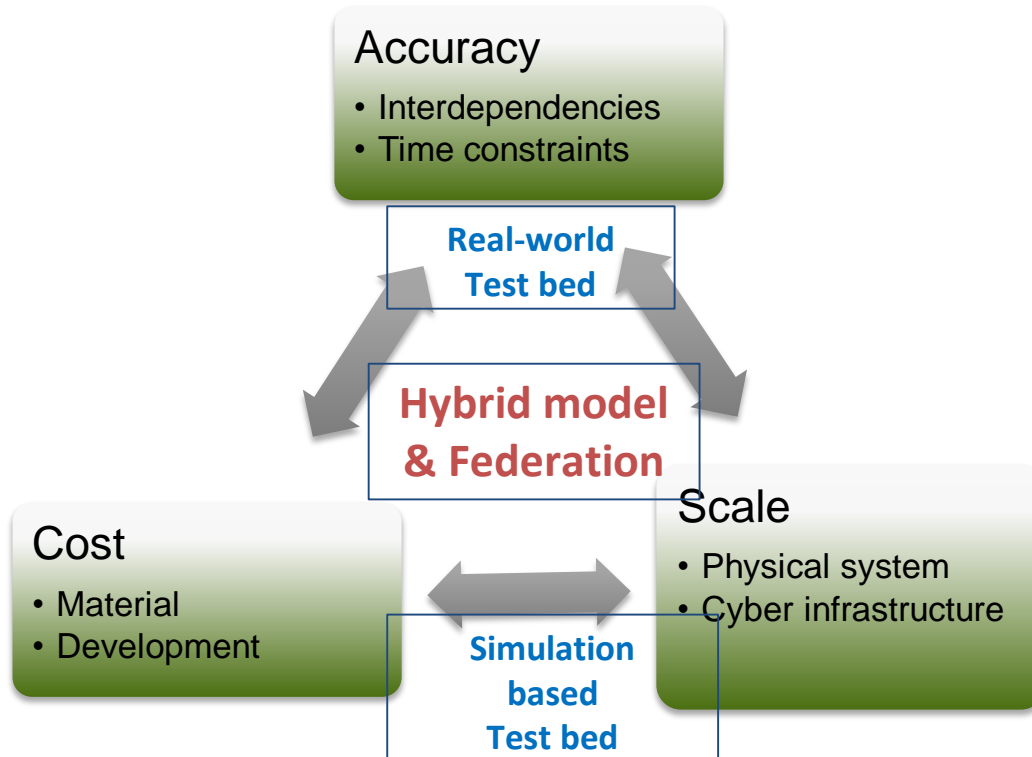 Accuracy
• Interdependencies
• Time constraints
Real-world
Test bed
Hybrid model
& Federation
Cost
• Material
• Development
Scale
• Physical system
• Cyber infrastructure
Simulation
based
Test bed